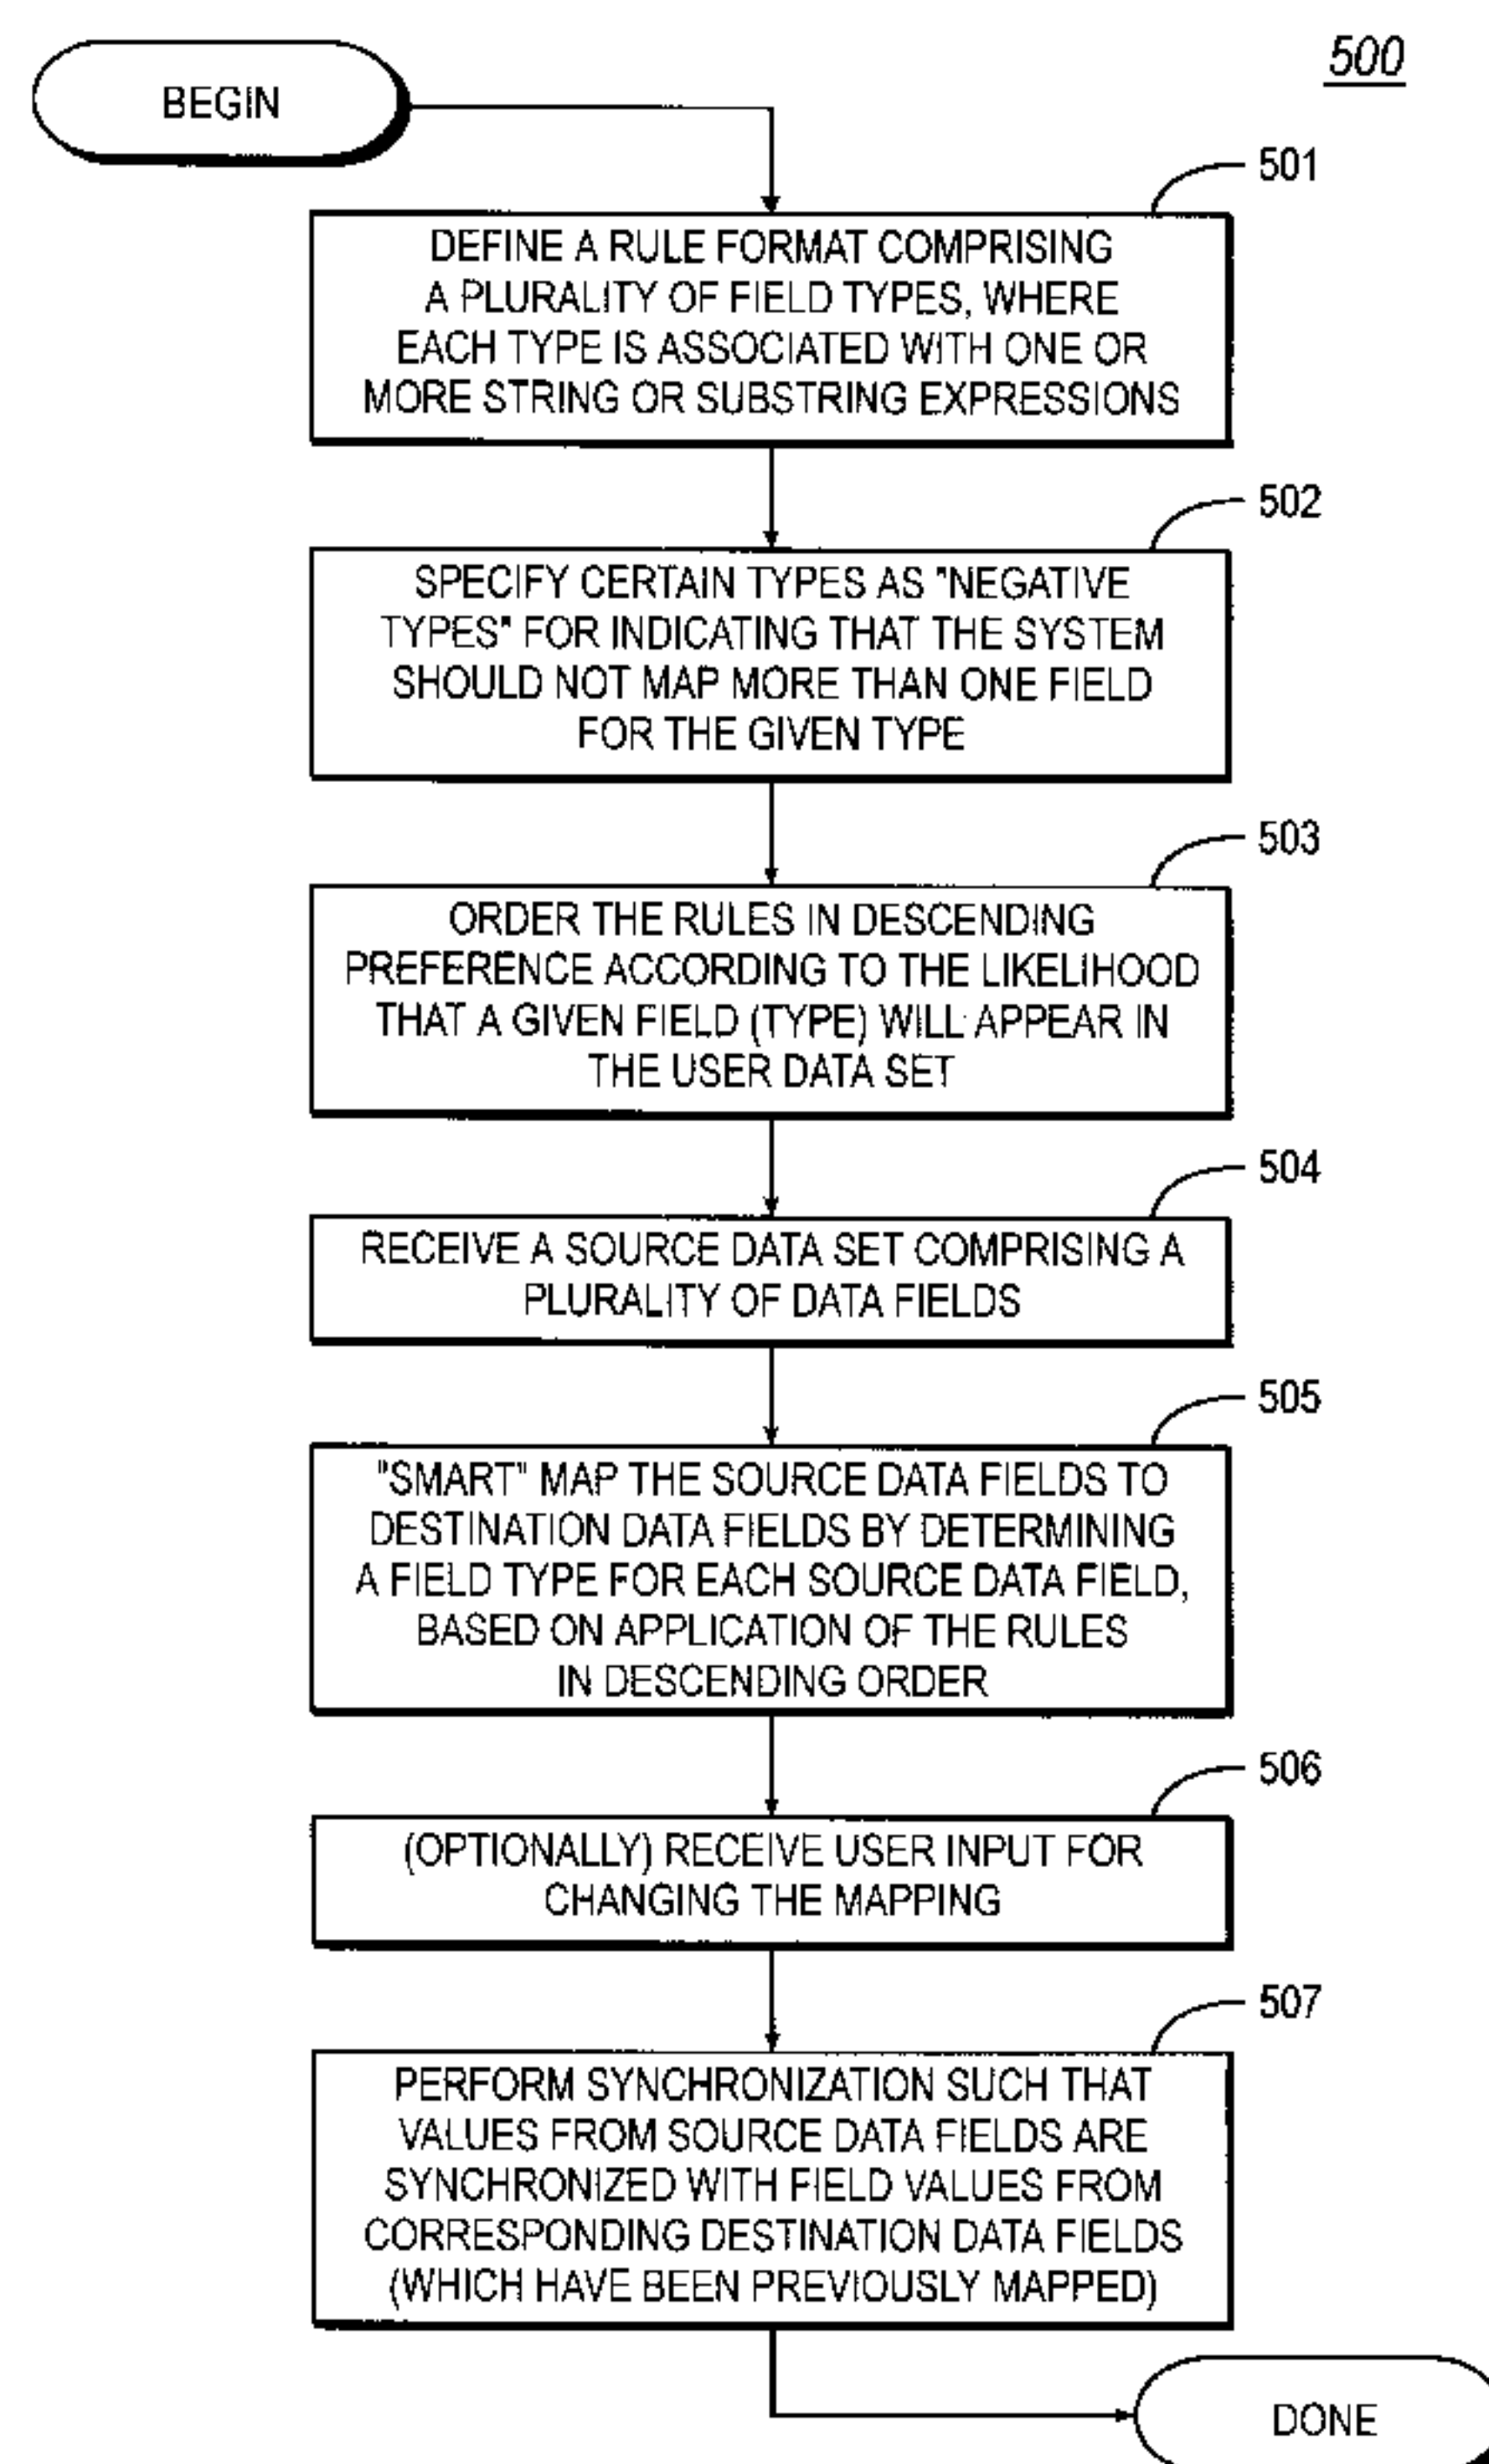 500
BEGIN
501
DEFINE A RULE FORMAT COMPRISING
A PLURALITY OF FIELD TYPES, WHERE
EACH TYPE IS ASSOCIATED WITH ONE OR
MORE STRING OR SUBSTRING EXPRESSIONS
502
SPECIFY CERTAIN TYPES AS "NEGATIVE
TYPES" FOR INDICATING THAT THE SYSTEM
SHOULD NOT MAP MORE THAN ONE FIELD
FOR THE GIVEN TYPE
503
ORDER THE RULES IN DESCENDING
PREFERENCE ACCORDING TO THE LIKELIHOOD
THAT A GIVEN FIELD (TYPE) WILL APPEAR IN
THE USER DATA SET
504
RECEIVE A SOURCE DATA SET COMPRISING A
PLURALITY OF DATA FIELDS
505
"SMART" MAP THE SOURCE DATA FIELDS TO
DESTINATION DATA FIELDS BY DETERMINING
A FIELD TYPE FOR EACH SOURCE DATA FIELD,
BASED ON APPLICATION OF THE RULES
IN DESCENDING ORDER
506
(OPTIONALLY) RECEIVE USER INPUT FOR
CHANGING THE MAPPING
507
PERFORM SYNCHRONIZATION SUCH THAT
VALUES FROM SOURCE DATA FIELDS ARE
SYNCHRONIZED WITH FIELD VALUES FROM
CORRESPONDING DESTINATION DATA FIELDS
(WHICH HAVE BEEN PREVIOUSLY MAPPED)
DONE